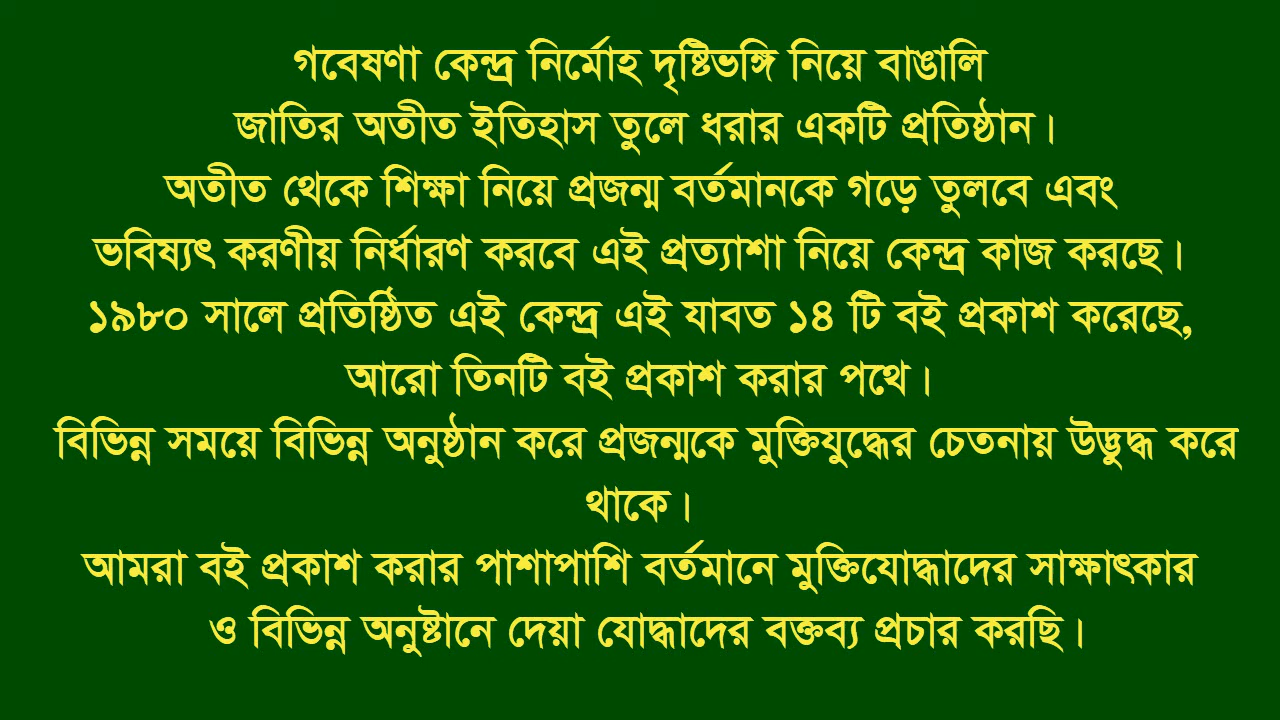 গবেষণা কেন্দ্র নির্মোহ দৃষ্টিভঙ্গি নিয়ে বাঙালি
জাতির অতীত ইতিহাস তুলে ধরার একটি প্রতিষ্ঠান।
অতীত থেকে শিক্ষা নিয়ে প্রজন্ম বর্তমানকে গড়ে তুলবে এবং
ভবিষ্যৎ করণীয় নির্ধারণ করবে এই প্রত্যাশা নিয়ে কেন্দ্র কাজ করছে।
১৯৮০ সালে প্রতিষ্ঠিত এই কেন্দ্র এই যাবত ১৪ টি বই প্রকাশ করেছে,
আরো তিনটি বই প্রকাশ করার পথে।
বিভিন্ন সময়ে বিভিন্ন অনুষ্ঠান করে প্রজন্মকে মুক্তিযুদ্ধের চেতনায় উদ্ভুদ্ধ করে
থাকে।
আমরা বই প্রকাশ করার পাশাপাশি বর্তমানে মুক্তিযোদ্ধাদের সাক্ষাৎকার
ও বিভিন্ন অনুষ্টানে দেয়া যোদ্ধাদের বক্তব্য প্রচার করছি।